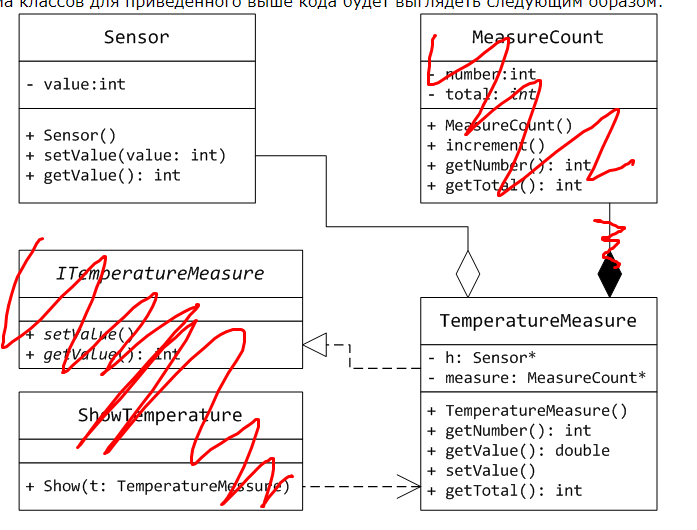 ма классов для приведенного выше кода будет выглядеть следующим образом:
Sensor
- value:int
+ Sensor()
+ setValue(value: int)
+ getValue(): int
MeasureCount
- number:int
- total: int
+ MeasureCount()
+ increment()
+ getNumber(): int
+ getTotal(): int
ITemperatureMeasure
+ setValue()
+ getValue(): int
ShowTemperature
+ Show(t: TemperatureMessure)
TemperatureMeasure
- h: Sensor*
- measure: MeasureCount*
+ TemperatureMeasure()
+ getNumber(): int
+ getValue(): double
+ setValue()
+ getTotal(): int